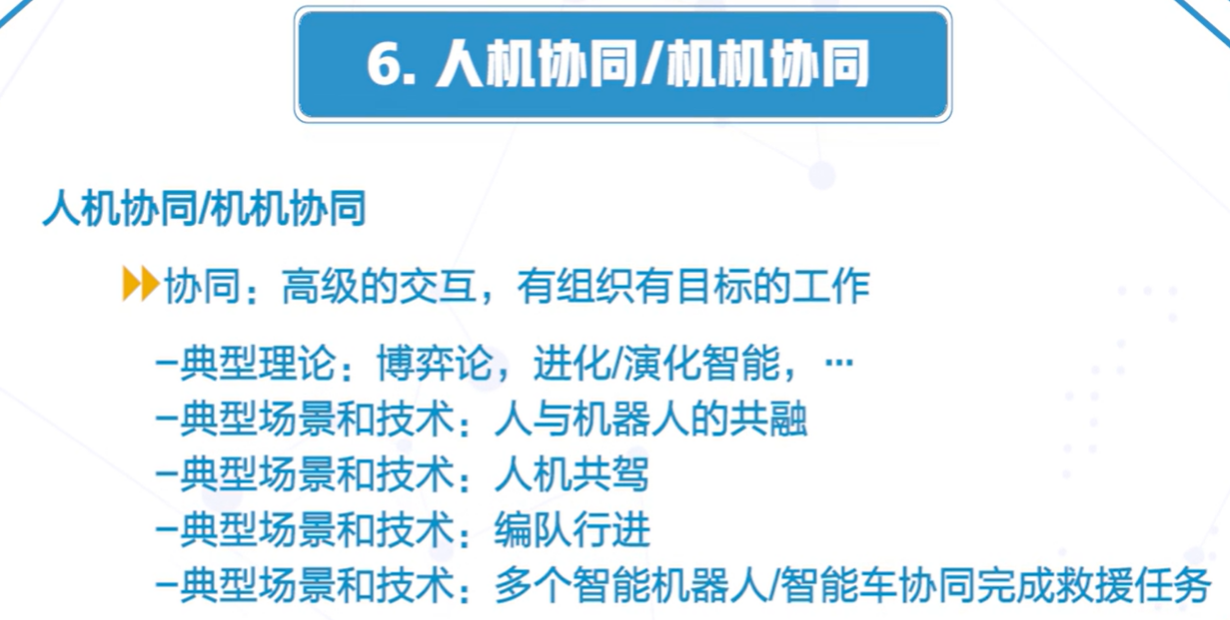 6. 人机协同/机机协同
人机协同/机机协同
协同：高级的交互，有组织有目标的工作
–典型理论：博弈论，进化/演化智能，…
–典型场景和技术：人与机器人的共融
–典型场景和技术：人机共驾
–典型场景和技术：编队行进
–典型场景和技术：多个智能机器人/智能车协同完成救援任务